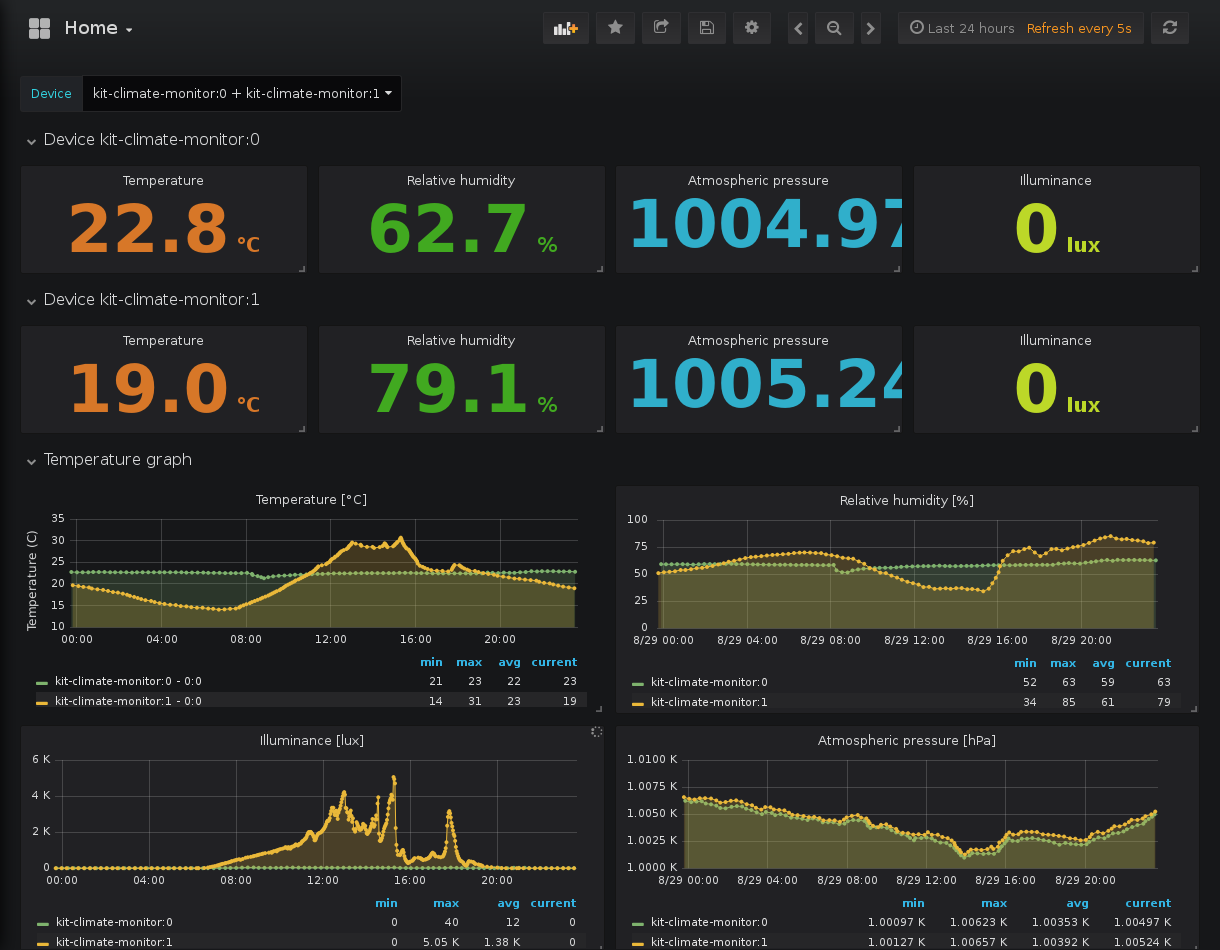 Home
Last 24 hours Refresh every 5s
Device kit-climate-monitor:0 + kit-climate-monitor:1
Device kit-climate-monitor:0
Temperature Relative humidity Atmospheric pressure Illuminance
22.8 °C 62.7 % 1004.97 0 lux
Device kit-climate-monitor:1
Temperature Relative humidity Atmospheric pressure Illuminance
19.0 °C 79.1 % 1005.24 0 lux
Temperature graph
Temperature [°C]
Temperature (C)
35
30
25
20
15
10
00:00 04:00 08:00 12:00 16:00 20:00
min max avg current
kit-climate-monitor:0 - 0:0 21 23 22 23
kit-climate-monitor:1 - 0:0 14 31 23 19
Relative humidity [%]
100
75
50
25
0
8/29 00:00 8/29 04:00 8/29 08:00 8/29 12:00 8/29 16:00 8/29 20:00
min max avg current
kit-climate-monitor:0 52 63 59 63
kit-climate-monitor:1 34 85 61 79
Illuminance [lux]
6 K
4 K
2 K
0
00:00 04:00 08:00 12:00 16:00 20:00
min max avg current
kit-climate-monitor:0 0 40 12 0
kit-climate-monitor:1 0 5.05 K 1.38 K 0
Atmospheric pressure [hPa]
1.0100 K
1.0075 K
1.0050 K
1.0025 K
1.0000 K
8/29 00:00 8/29 04:00 8/29 08:00 8/29 12:00 8/29 16:00 8/29 20:00
min max avg current
kit-climate-monitor:0 1.00097 K 1.00623 K 1.00353 K 1.00497 K
kit-climate-monitor:1 1.00127 K 1.00657 K 1.00392 K 1.00524 K